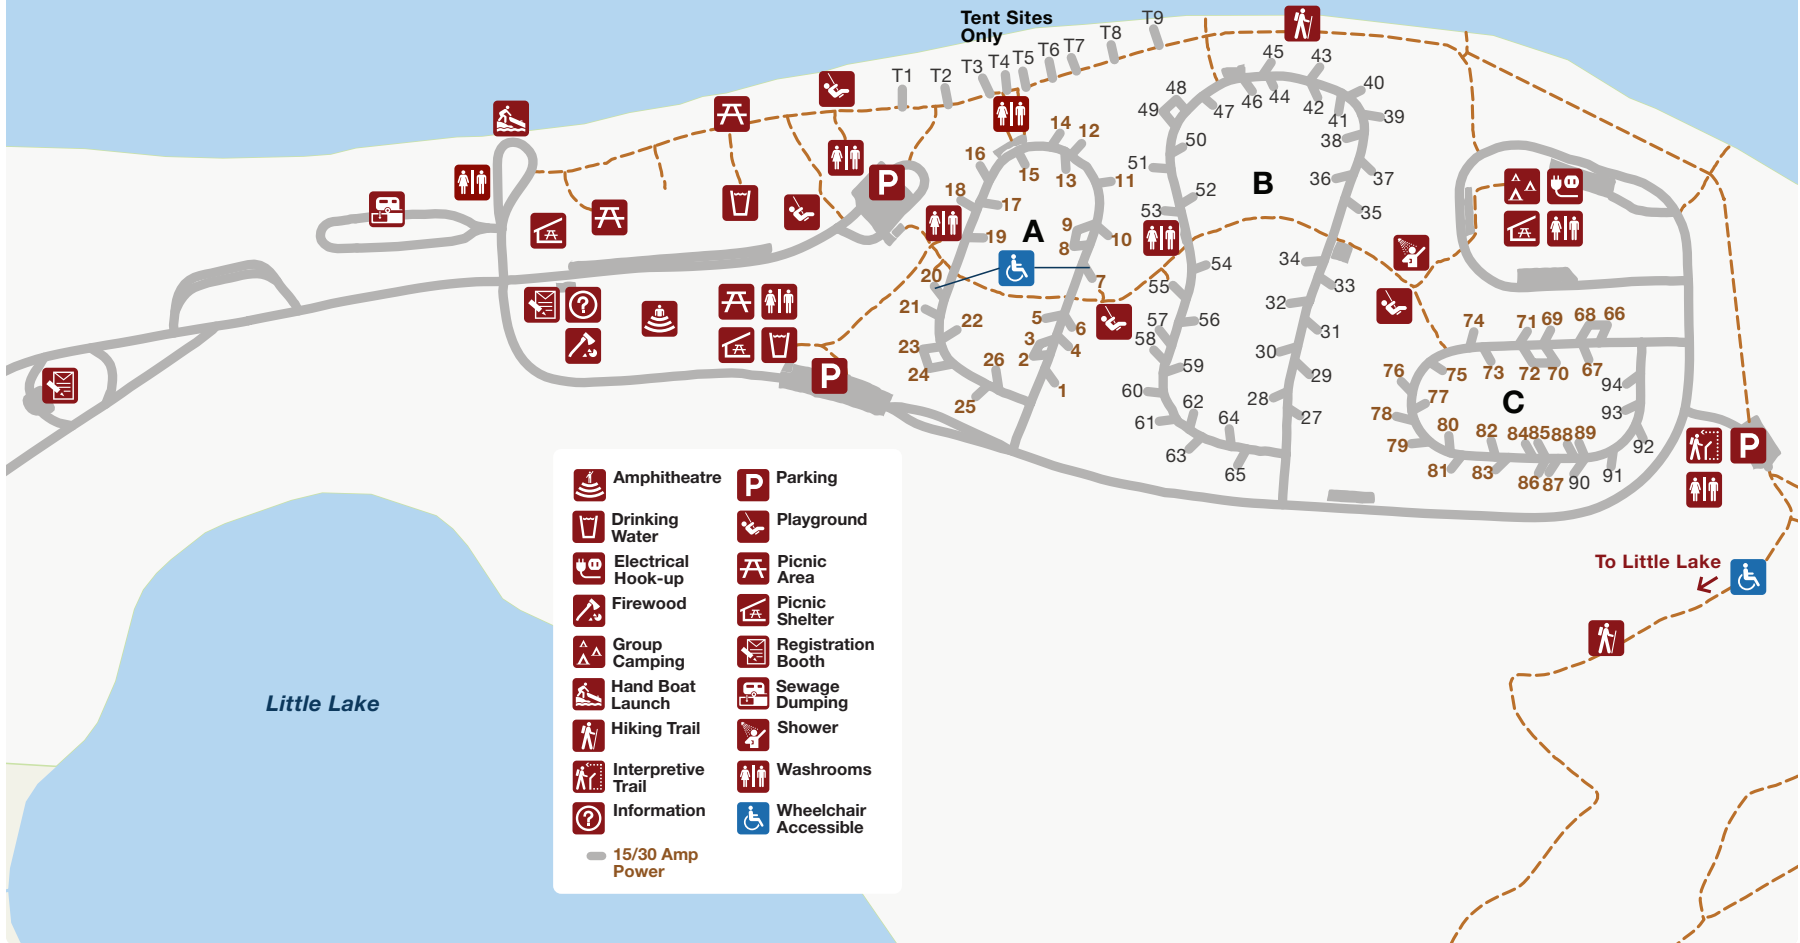 Tent Sites
Only
T1
T2
T3
T4
T5
T6
T7
T8
T9
45
43
48
49
47
46
44
42
41
40
39
38
50
51
52
53
36
37
35
B
14
12
16
15
13
11
18
17
9
8
10
19
A
20
7
21
22
5
6
3
4
2
23
24
26
25
1
54
55
34
33
57
56
32
31
58
30
59
29
60
28
62
64
27
61
63
65
74
71
69
68
66
76
75
73
72
70
67
94
77
C
93
78
80
82
84
85
88
89
79
92
81
83
86
87
90
91
P
P
P
?
To Little Lake
Little Lake
Amphitheatre
Drinking
Water
Electrical
Hook-up
Firewood
Group
Camping
Hand Boat
Launch
Hiking Trail
Interpretive
Trail
?
Information
15/30 Amp
Power
P
Parking
Playground
Picnic
Area
Picnic
Shelter
Registration
Booth
Sewage
Dumping
Shower
Washrooms
Wheelchair
Accessible